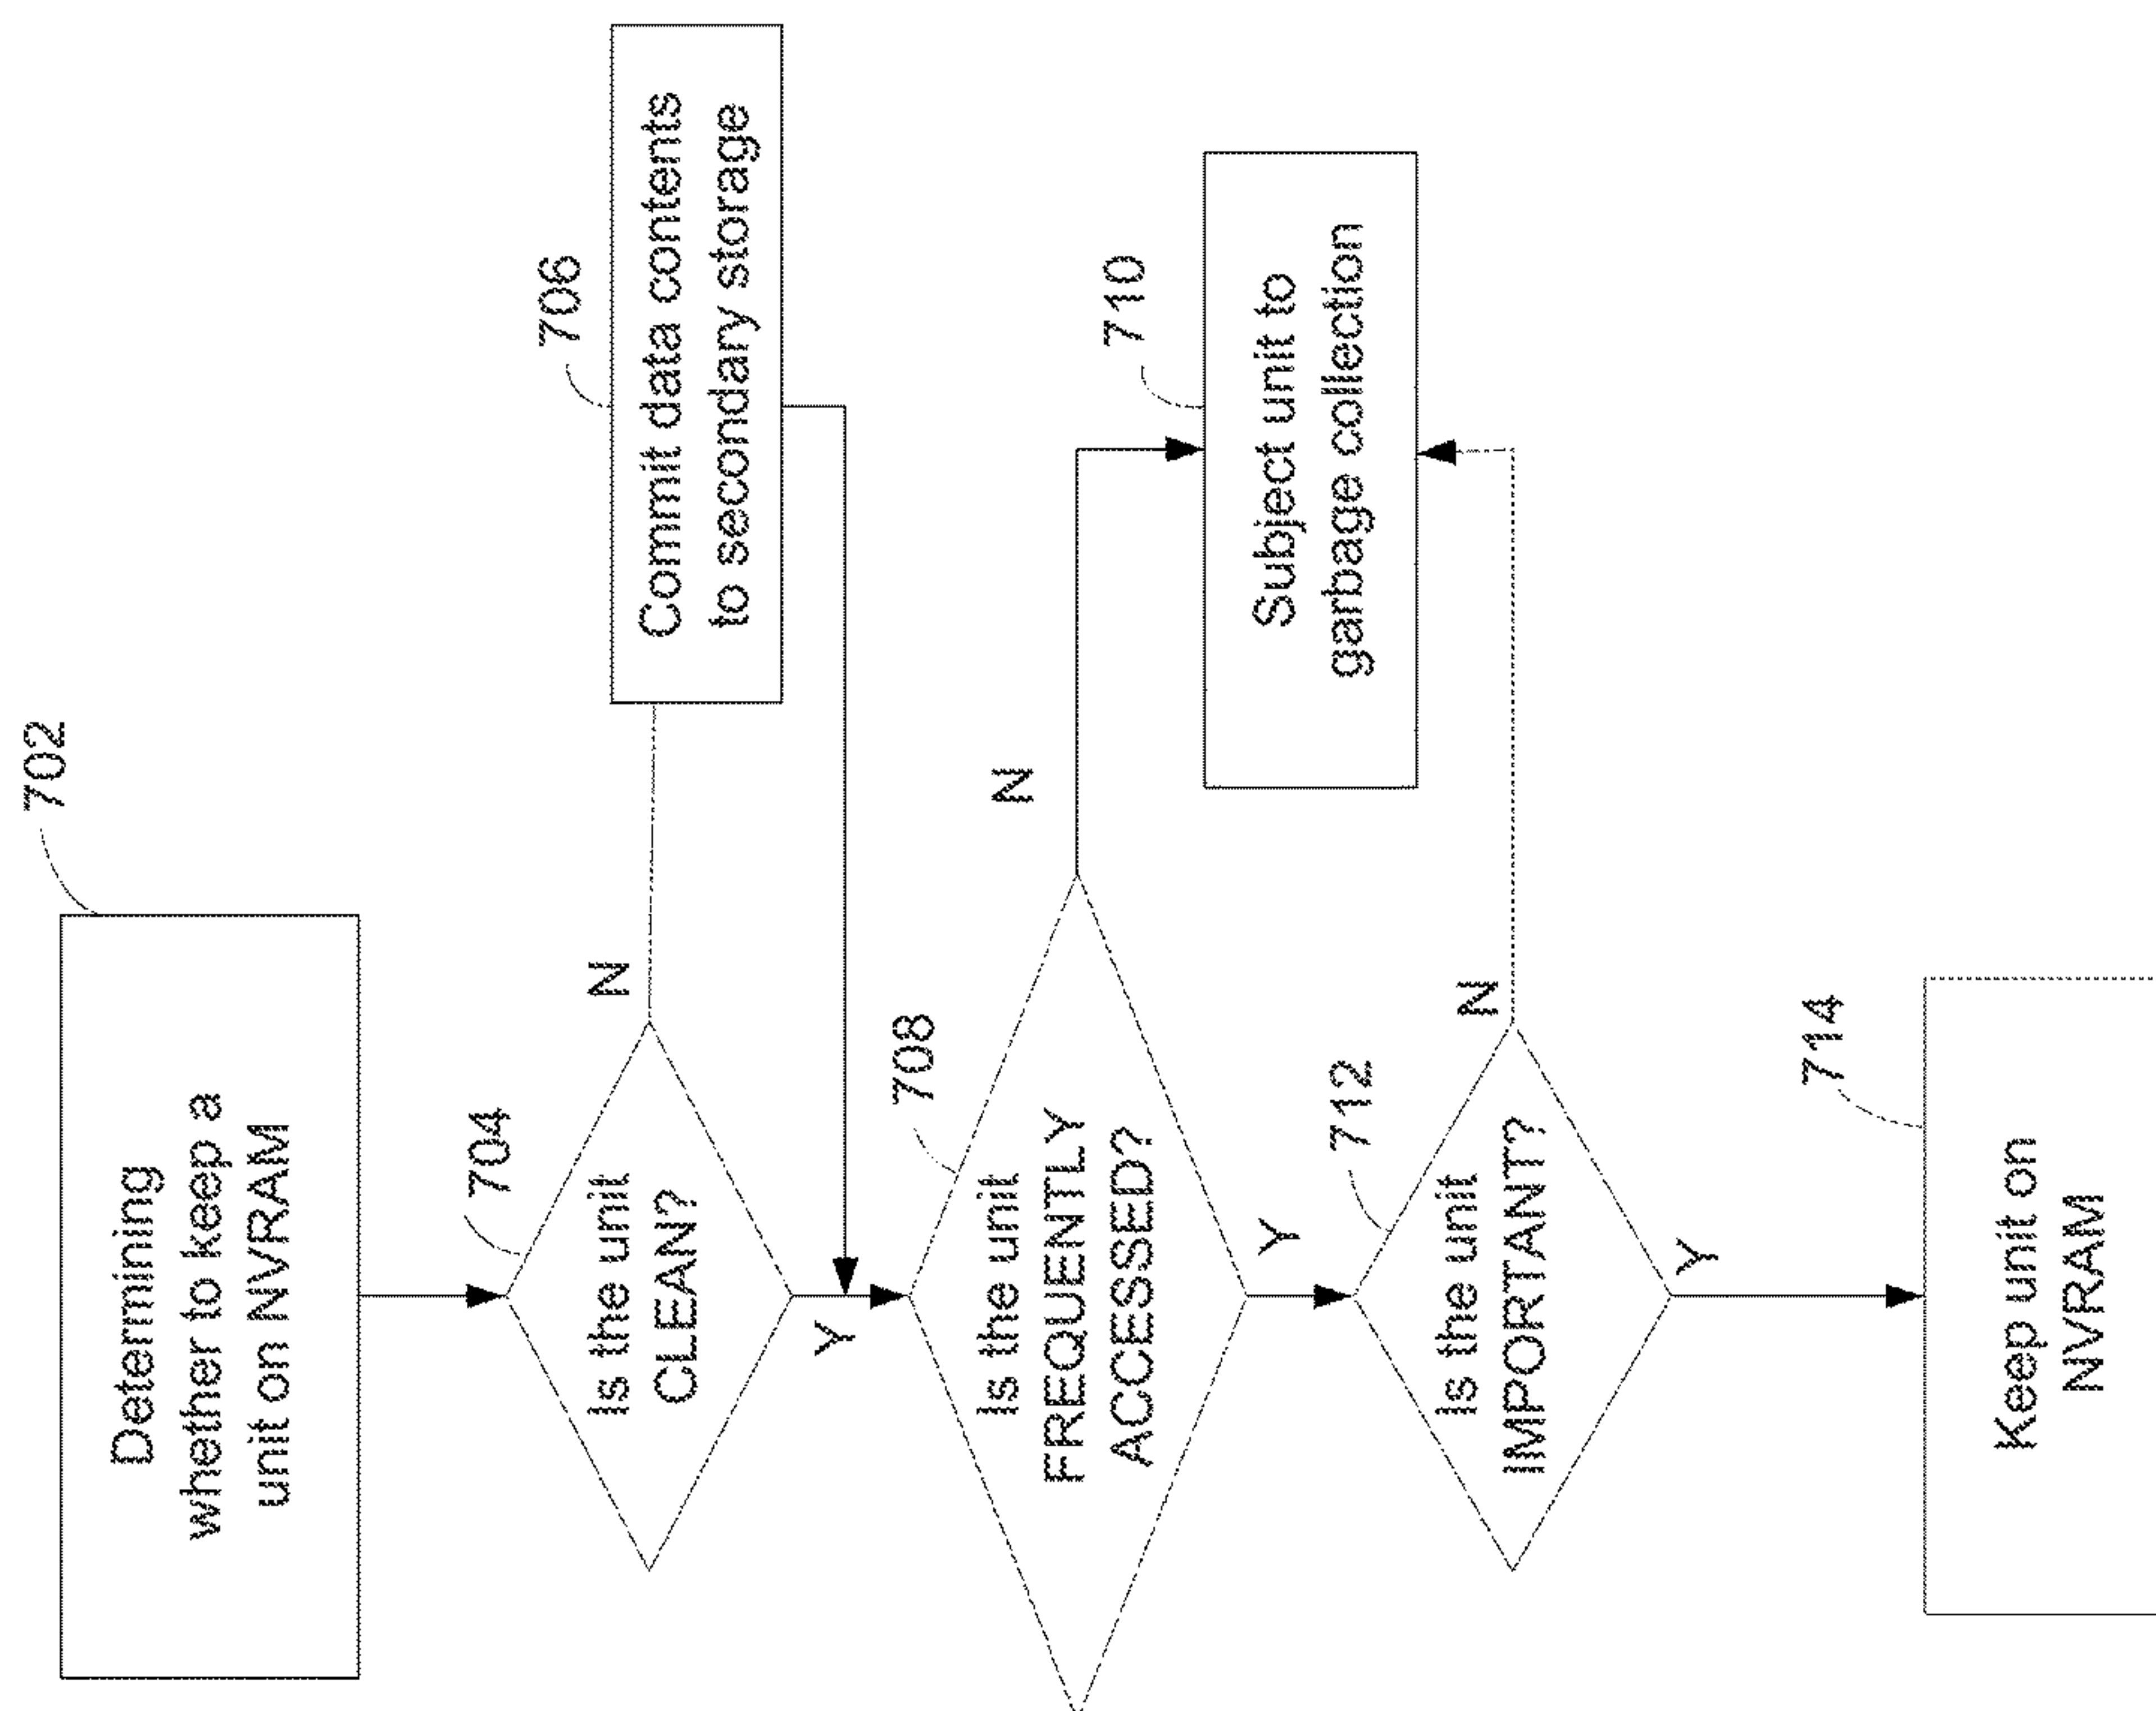 702
Determining
whether to keep a
unit on NVRAM
704
Is the unit
CLEAN?
N
706
Commit data contents
to secondary storage
Y
708
Is the unit
FREQUENTLY
ACCESSED?
N
710
Subject unit to
garbage collection
Y
712
Is the unit
IMPORTANT?
N
Y
714
Keep unit on
NVRAM